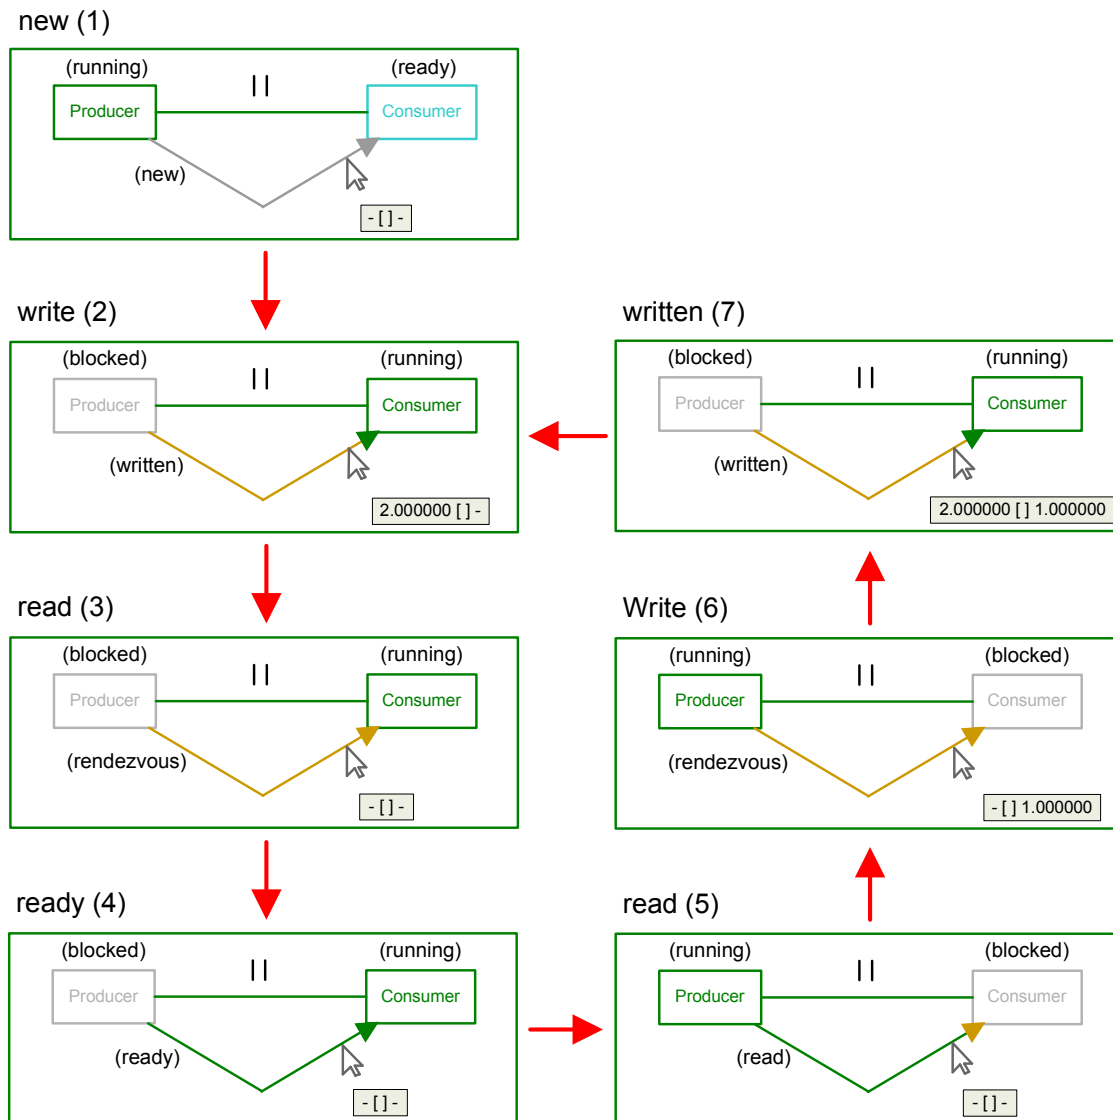 new (1)
(running) (ready)
||
Producer Consumer
(new)
- [ ] -
write (2)
(blocked) (running)
||
Producer Consumer
(written)
2.000000 [ ] -
written (7)
(blocked) (running)
||
Producer Consumer
(written)
2.000000 [ ] 1.000000
read (3)
(blocked) (running)
||
Producer Consumer
(rendezvous)
- [ ] -
Write (6)
(running) (blocked)
||
Producer Consumer
(rendezvous)
- [ ] 1.000000
ready (4)
(blocked) (running)
||
Producer Consumer
(ready)
- [ ] -
read (5)
(running) (blocked)
||
Producer Consumer
(read)
- [ ] -